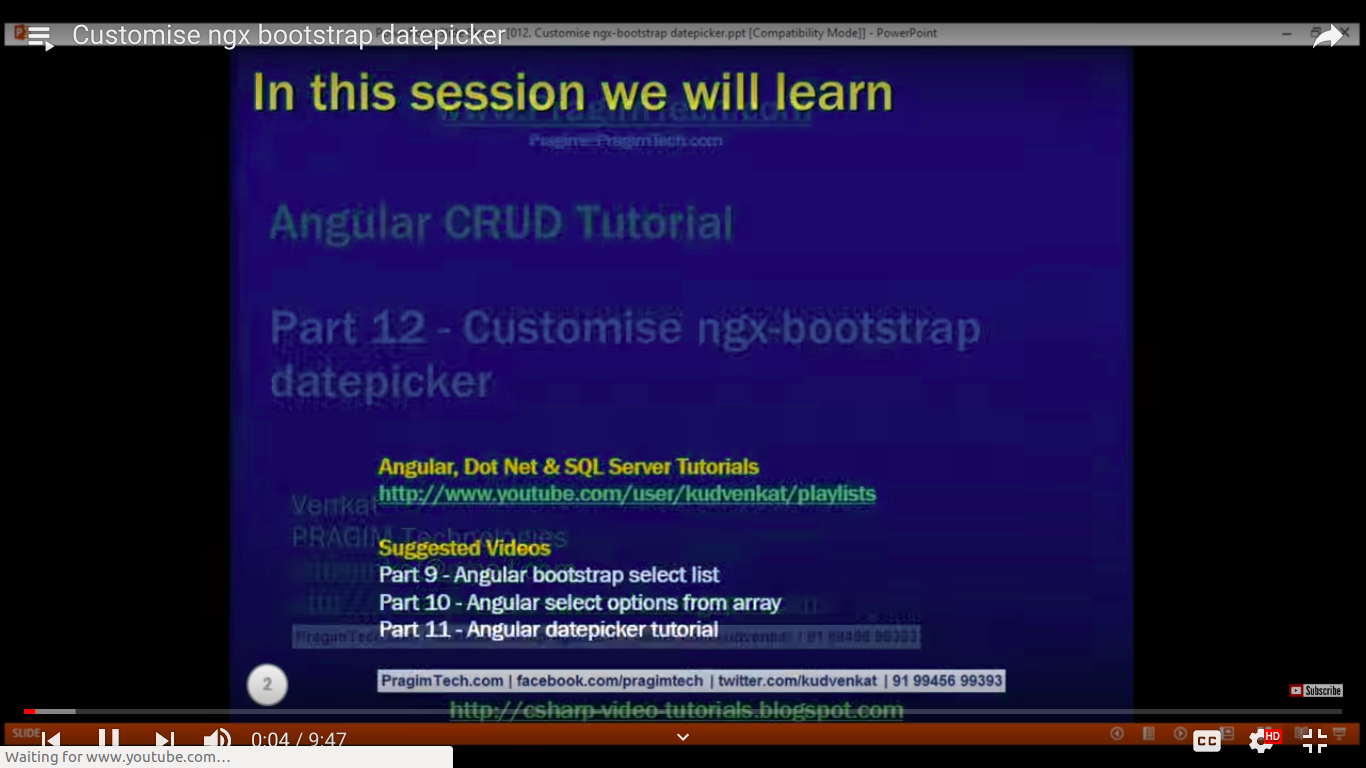 Customise ngx bootstrap datepicker
[012. Customise ngx-bootstrap datepicker.ppt [Compatibility Mode]] - PowerPoint
In this session we will learn
www.PragimTech.com
Angular CRUD Tutorial
Part 12 - Customise ngx-bootstrap
datepicker
Angular, Dot Net & SQL Server Tutorials
http://www.youtube.com/user/kudvenkat/playlists
Venkat
PRAGIM Technologies
Suggested Videos
Part 9 - Angular bootstrap select list
Part 10 - Angular select options from array
Part 11 - Angular datepicker tutorial
2
PragimTech.com | facebook.com/pragimtech | twitter.com/kudvenkat | 91 99456 99393
Subscribe
http://csharp-video-tutorials.blogspot.com
SLIDE
0:04 / 9:47
CC
HD
Waiting for www.youtube.com…